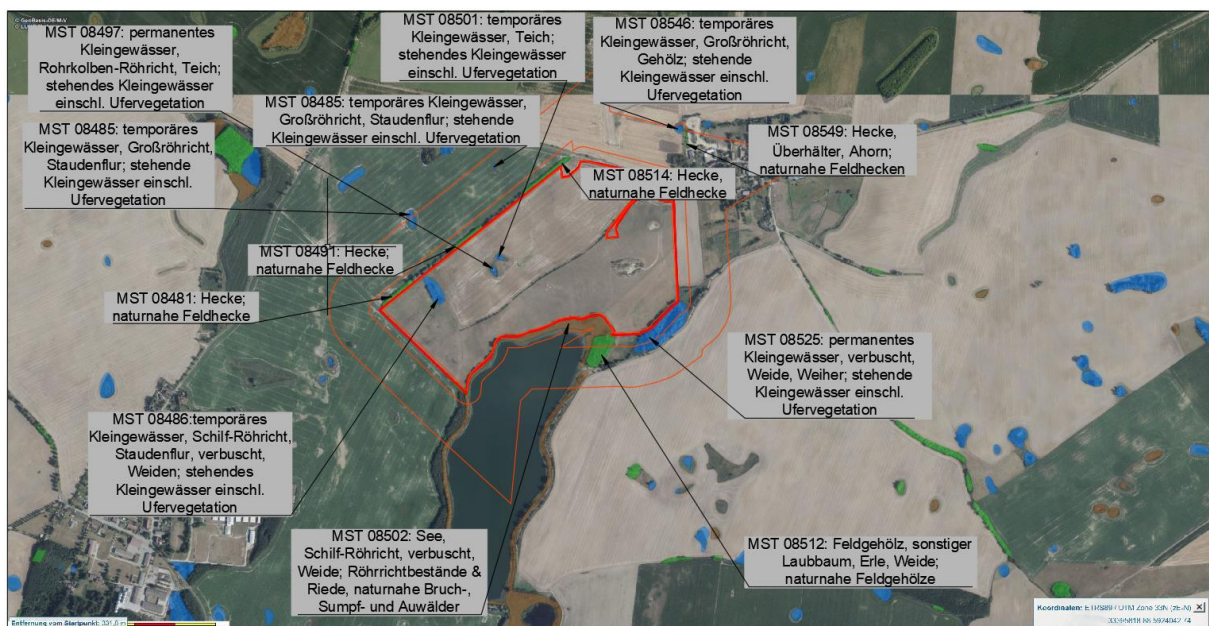 © GeoBasis-DE/M-V
MST 08497: permanentes
Kleingewässer,
Rohrkolben-Röhricht, Teich;
stehendes Kleingewässer
einschl. Ufervegetation
MST 08501: temporäres
Kleingewässer, Teich;
stehendes Kleingewässer
einschl. Ufervegetation
MST 08546: temporäres
Kleingewässer, Großröhricht,
Gehölz; stehende
Kleingewässer einschl.
Ufervegetation
MST 08485: temporäres Kleingewässer,
Großröhricht, Staudenflur; stehende
Kleingewässer einschl. Ufervegetation
MST 08485: temporäres
Kleingewässer, Großröhricht,
Staudenflur; stehende
Kleingewässer einschl.
Ufervegetation
MST 08549: Hecke,
Überhälter, Ahorn;
naturnahe Feldhecken
MST 08514: Hecke,
naturnahe Feldhecke
MST 08491: Hecke;
naturnahe Feldhecke
MST 08481: Hecke;
naturnahe Feldhecke
MST 08525: permanentes
Kleingewässer, verbuscht,
Weide, Weiher; stehende
Kleingewässer einschl.
Ufervegetation
MST 08486:temporäres
Kleingewässer, Schilf-Röhricht,
Staudenflur, verbuscht,
Weiden; stehendes
Kleingewässer einschl.
Ufervegetation
MST 08502: See,
Schilf-Röhricht, verbuscht,
Weide; Röhrrichtbestände &
Riede, naturnahe Bruch-,
Sumpf- und Auwälder
MST 08512: Feldgehölz, sonstiger
Laubbaum, Erle, Weide;
naturnahe Feldgehölze
Entfernung vom Startpunkt:
Koordinaten: ETRS89 / UTM Zone 33N (zE-N)